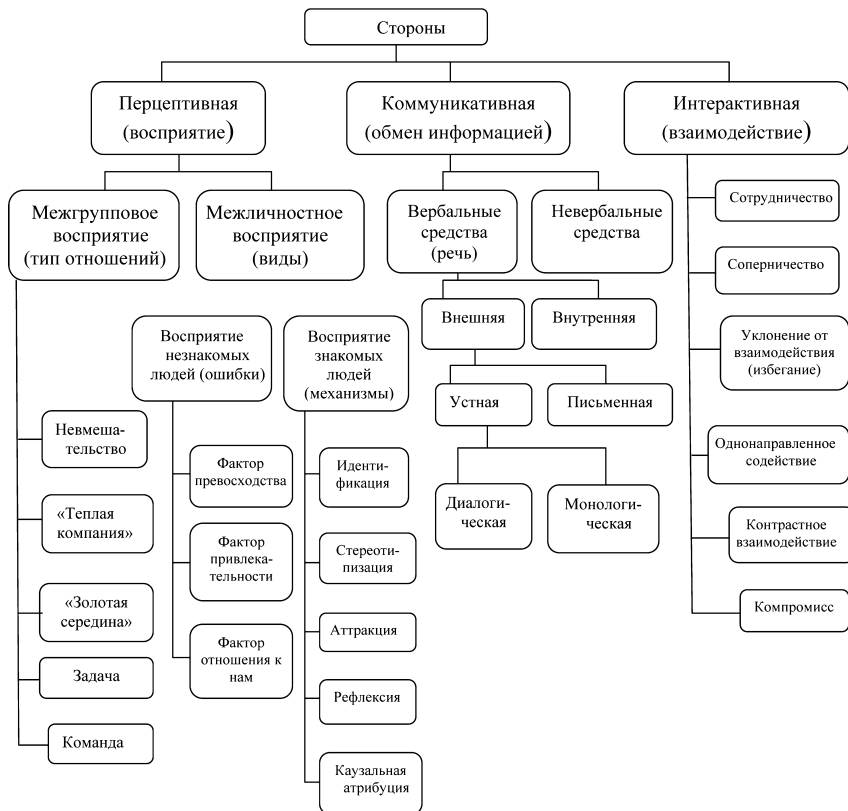 Стороны
Перцептивная
(восприятие)
Коммуникативная
(обмен информацией)
Интерактивная
(взаимодействие)
Межгрупповое
восприятие
(тип отношений)
Межличностное
восприятие
(виды)
Вербальные
средства
(речь)
Невербальные
средства
Сотрудничество
Соперничество
Уклонение от
взаимодействия
(избегание)
Однонаправленное
содействие
Контрастное
взаимодействие
Компромисс
Внешняя
Внутренняя
Устная
Письменная
Диалоги-
ческая
Монологи-
ческая
Восприятие
незнакомых
людей (ошибки)
Восприятие
знакомых
людей
(механизмы)
Невмеша-
тельство
«Теплая
компания»
«Золотая
середина»
Задача
Команда
Фактор
превосходства
Фактор
привлека-
тельности
Фактор
отношения к
нам
Иденти-
фикация
Стереоти-
пизация
Аттракция
Рефлексия
Каузальная
атрибуция